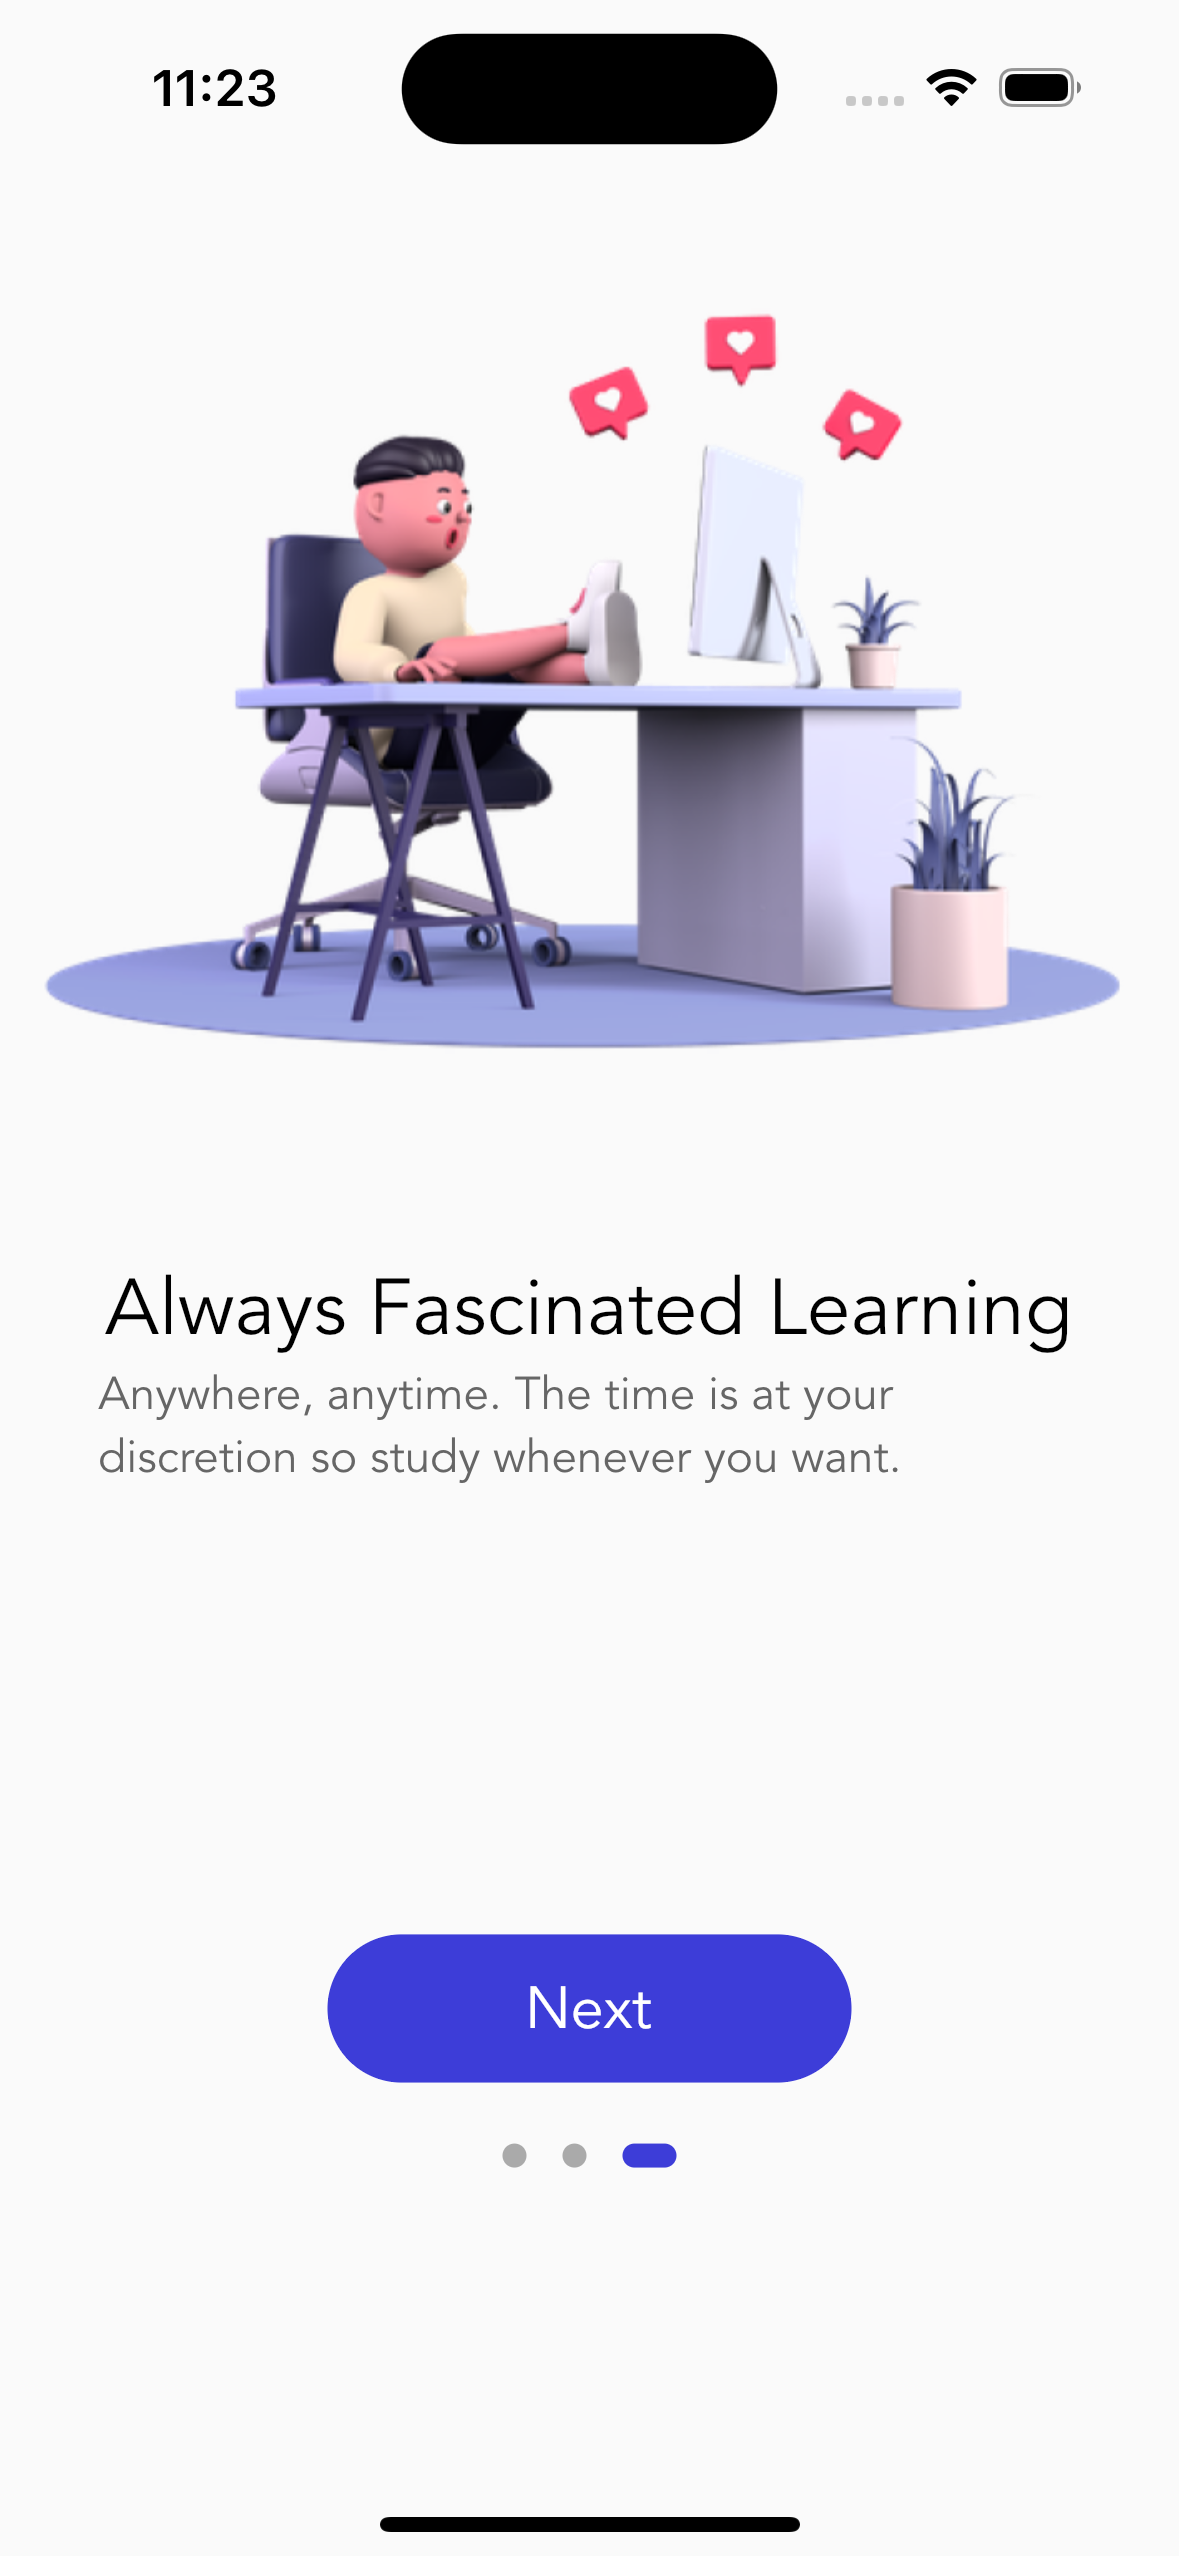 11:23
Always Fascinated Learning
Anywhere, anytime. The time is at your
discretion so study whenever you want.
Next